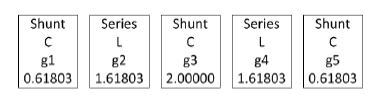 Shunt Series Shunt Series Shunt
C L C L C
g1 g2 g3 g4 g5
0.61803 1.61803 2.00000 1.61803 0.61803